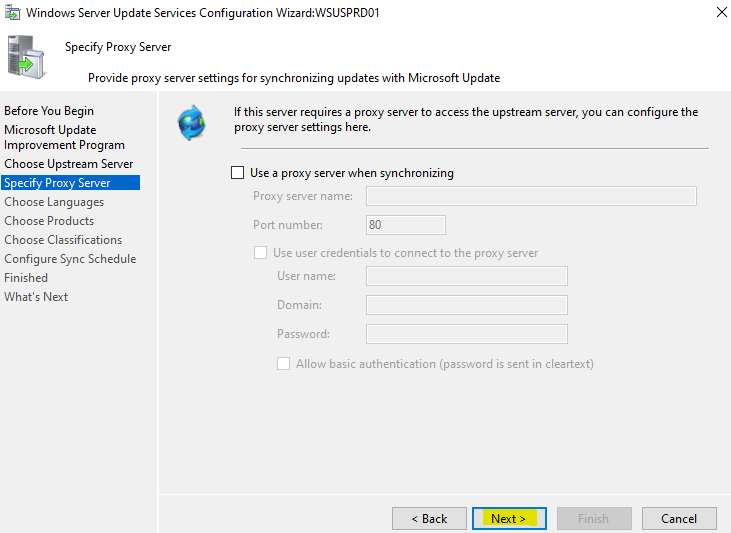 Windows Server Update Services Configuration Wizard:WSUSPRD01
Specify Proxy Server
Provide proxy server settings for synchronizing updates with Microsoft Update
Before You Begin
Microsoft Update
Improvement Program
Choose Upstream Server
Specify Proxy Server
Choose Languages
Choose Products
Choose Classifications
Configure Sync Schedule
Finished
What's Next
If this server requires a proxy server to access the upstream server, you can configure the
proxy server settings here.
Use a proxy server when synchronizing
Proxy server name:
Port number: 80
Use user credentials to connect to the proxy server
User name:
Domain:
Password:
Allow basic authentication (password is sent in cleartext)
< Back Next > Finish Cancel